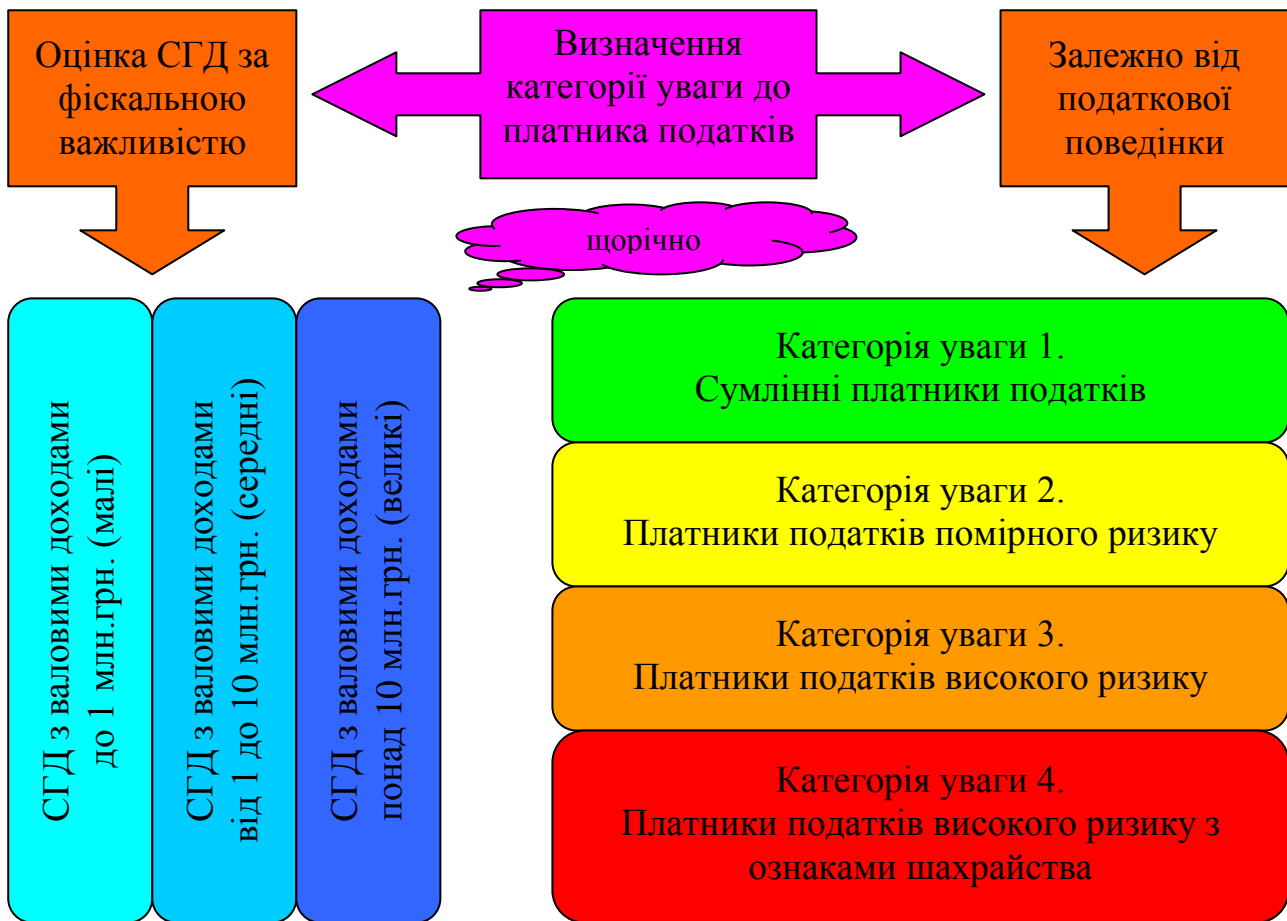 Оцінка СГД за
фіскальною
важливістю
Визначення
категорії уваги до
платника податків
Залежно від
податкової
поведінки
щорічно
СГД з валовими доходами
до 1 млн.грн. (малі)
СГД з валовими доходами
від 1 до 10 млн.грн. (середні)
СГД з валовими доходами
понад 10 млн.грн. (великі)
Категорія уваги 1.
Сумлінні платники податків
Категорія уваги 2.
Платники податків помірного ризику
Категорія уваги 3.
Платники податків високого ризику
Категорія уваги 4.
Платники податків високого ризику з
ознаками шахрайства